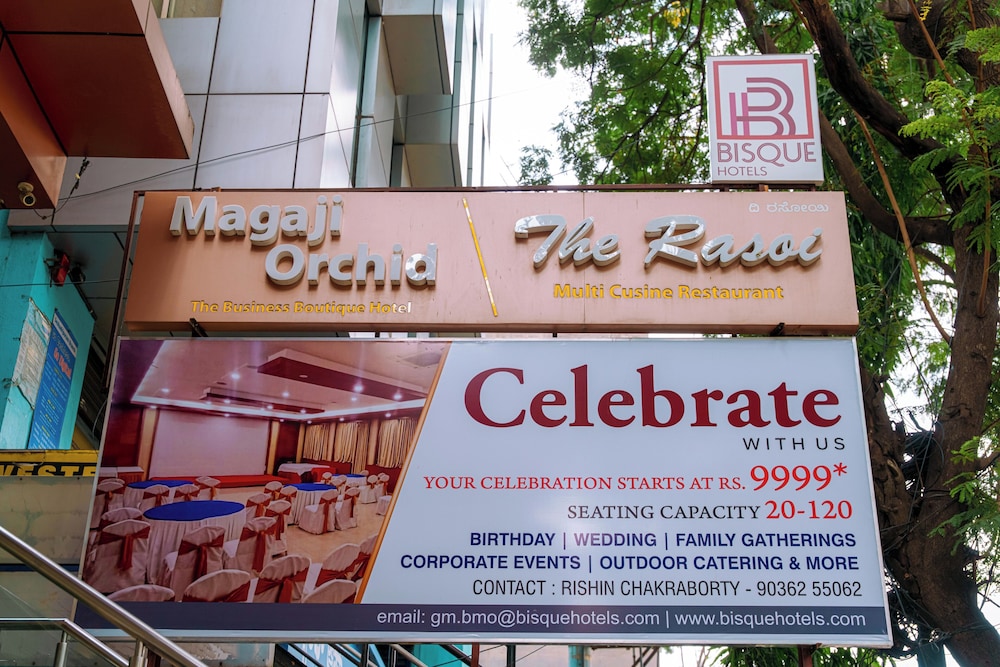 BISQUE
HOTELS
Magaji
Orchid
The Business Boutique Hotel
ದಿ ರಸೋಯಿ
The Rasoi
Multi Cusine Restaurant
Celebrate
WITH US
YOUR CELEBRATION STARTS AT RS. 9999*
SEATING CAPACITY 20-120
BIRTHDAY | WEDDING | FAMILY GATHERINGS
CORPORATE EVENTS | OUTDOOR CATERING & MORE
CONTACT : RISHIN CHAKRABORTY - 90362 55062
email: gm.bmo@bisquehotels.com | www.bisquehotels.com